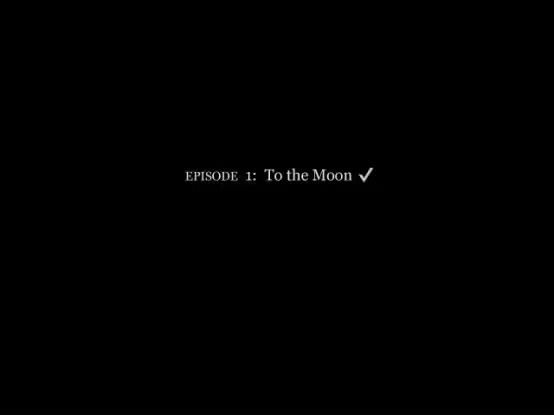 EPISODE 1: To the Moon ✓